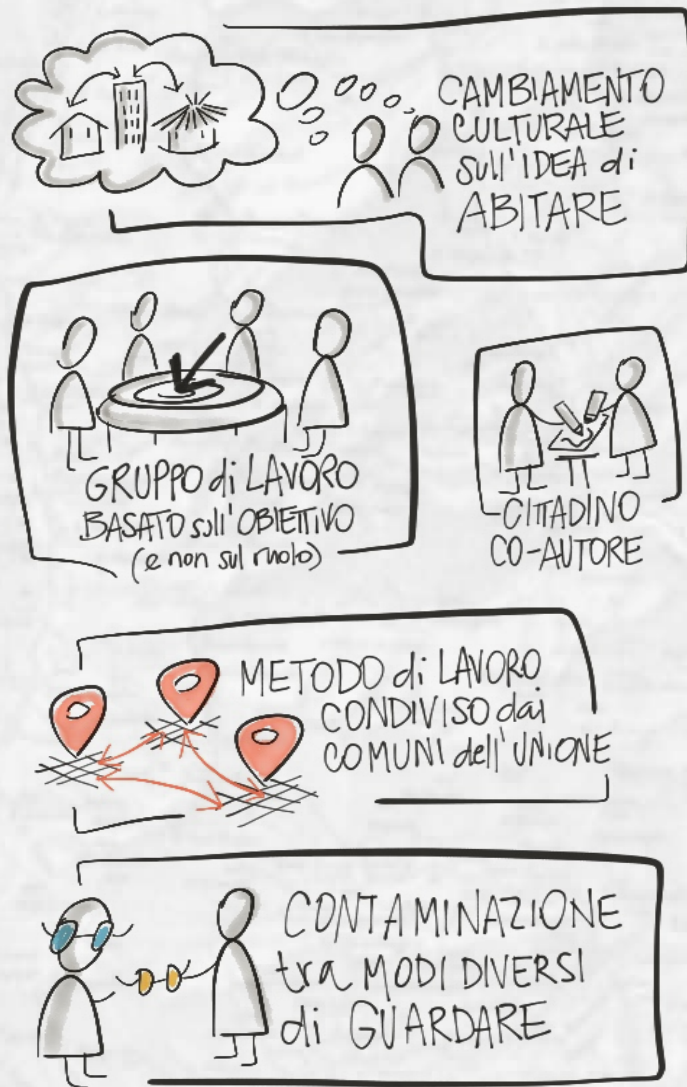 CAMBIAMENTO
CULTURALE
sull'IDEA di
ABITARE
GRUPPO di LAVORO
BASATO sull'OBIETTIVO
(e non sul ruolo)
CITTADINO
CO-AUTORE
METODO di LAVORO
CONDIVISO dai
COMUNI dell'UNIONE
CONTAMINAZIONE
tra MODI DIVERSI
di GUARDARE